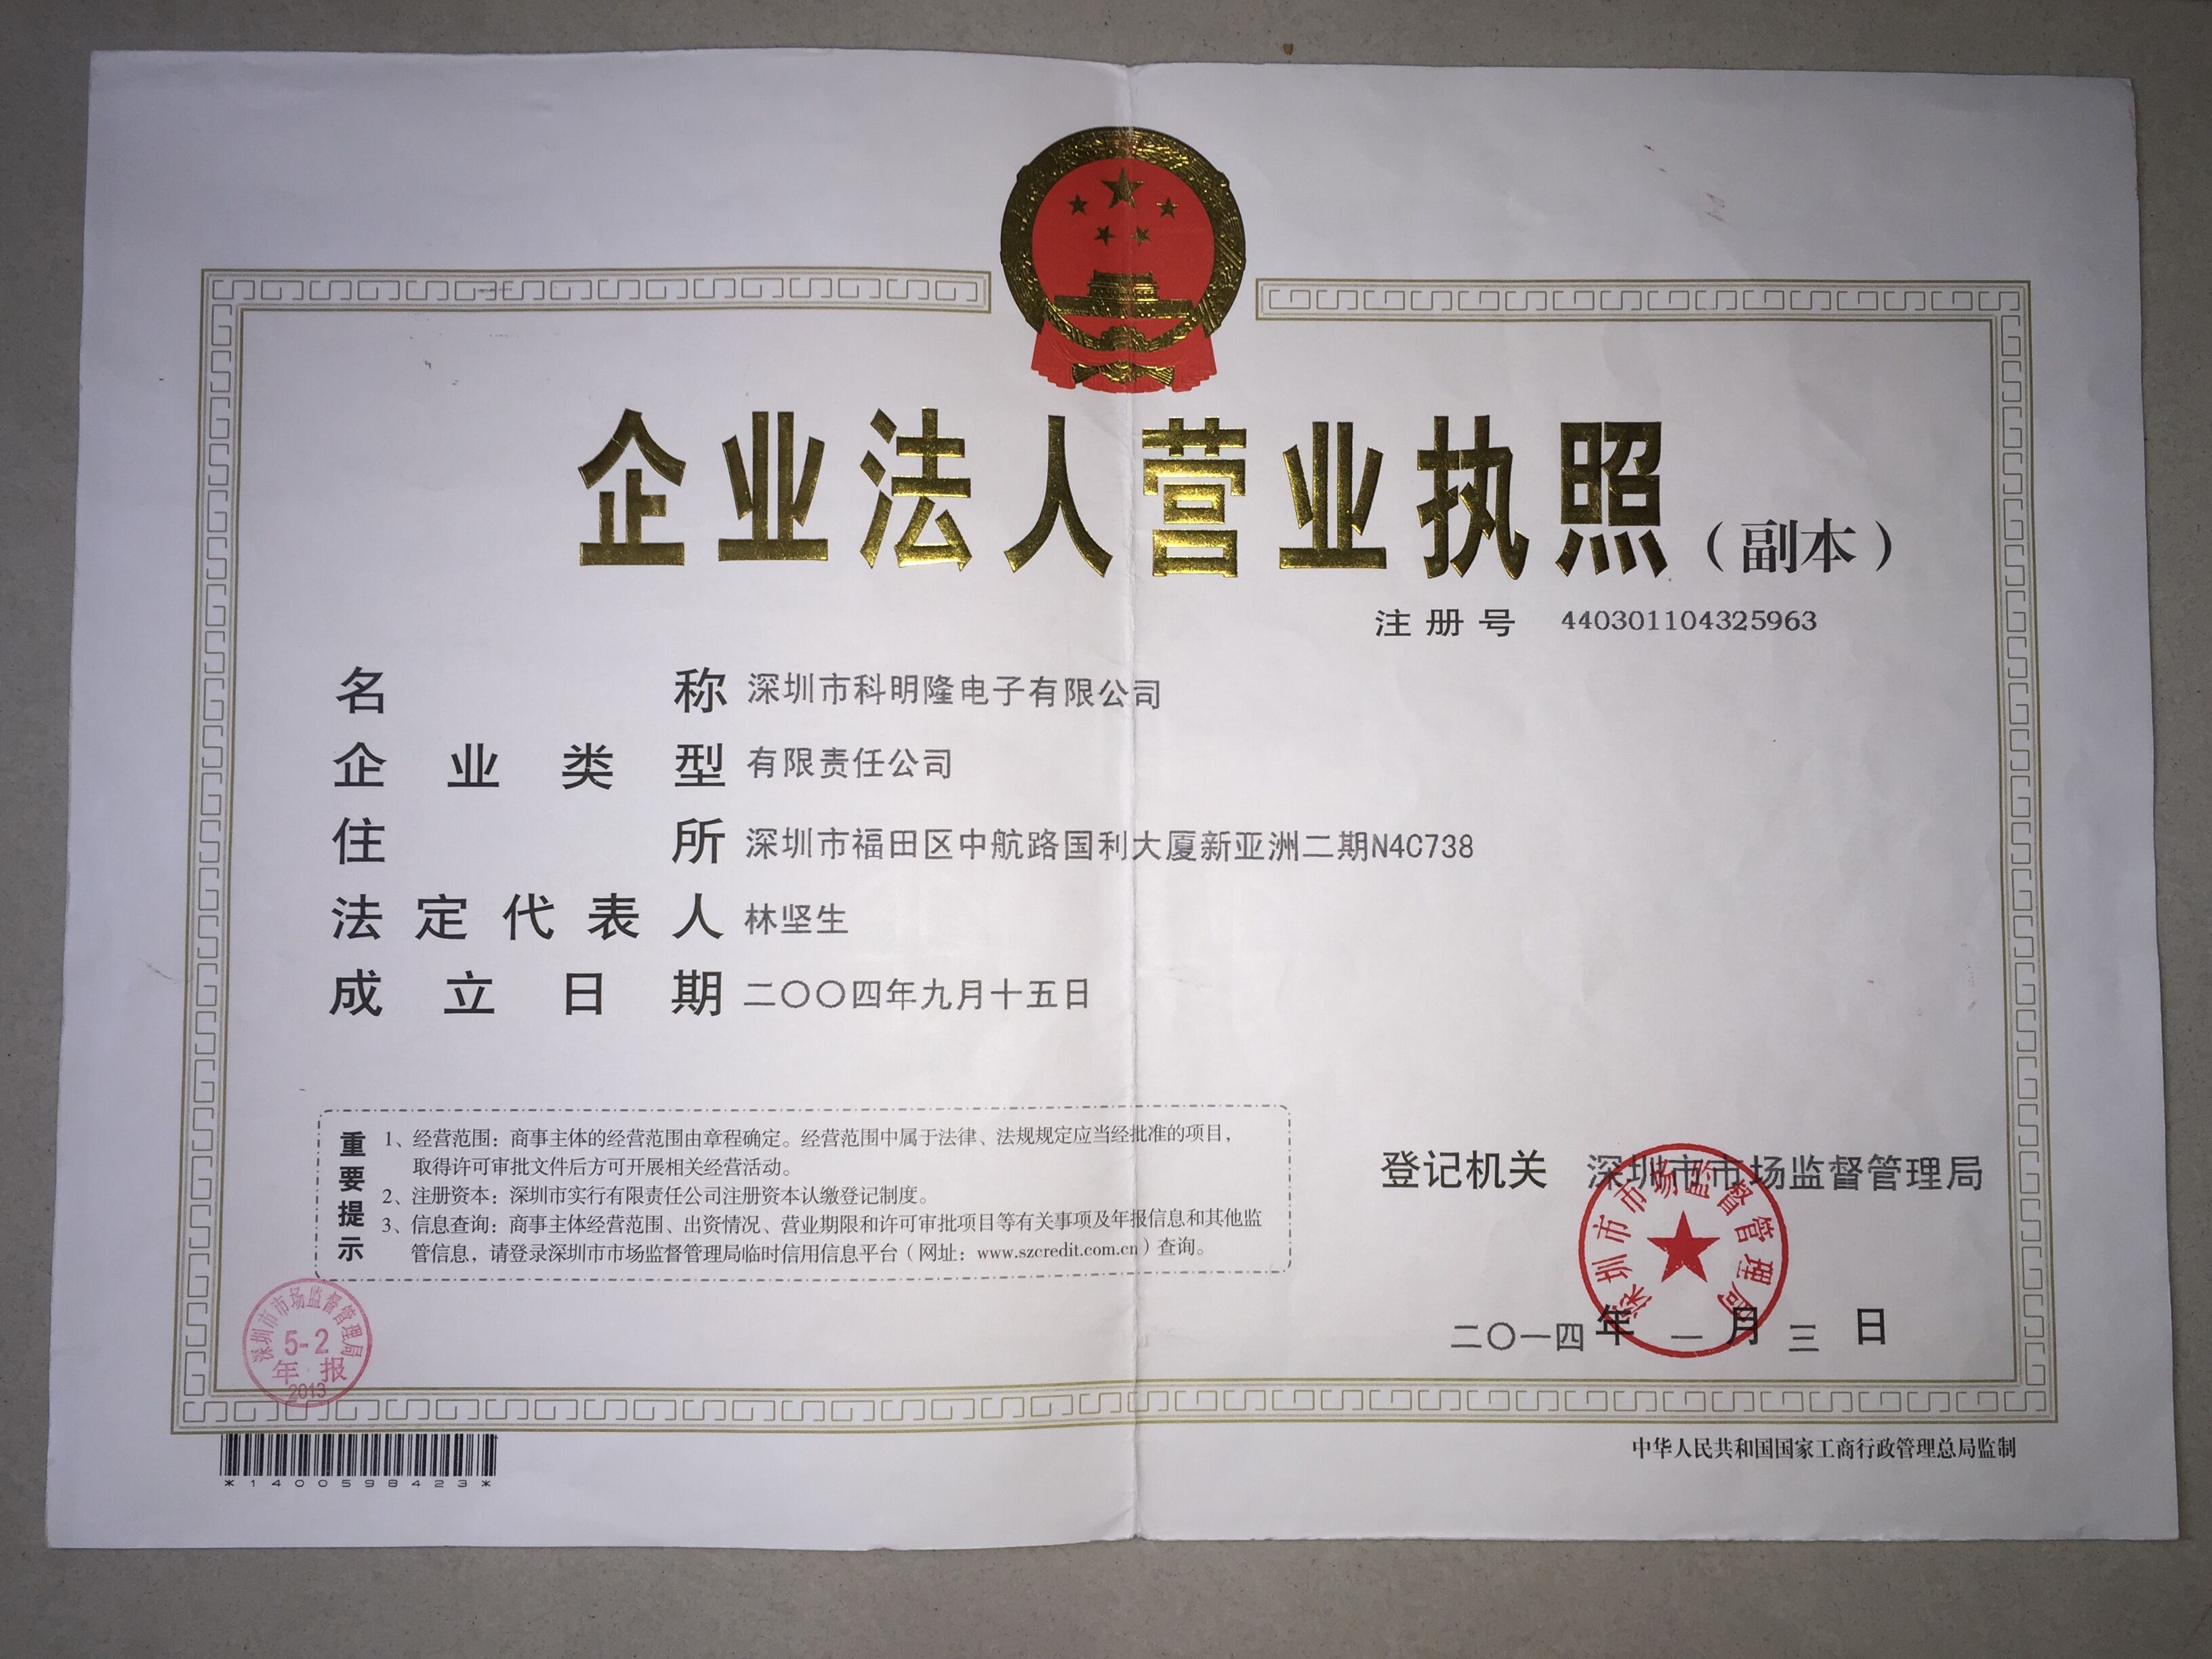 企业法人营业执照（副本）
注册号 440301104325963
名称 深圳市科明隆电子有限公司
企业类型 有限责任公司
住所 深圳市福田区中航路国利大厦新亚洲二期N4C738
法定代表人 林坚生
成立日期 二〇〇四年九月十五日
重要提示
1、经营范围：商事主体的经营范围由章程确定。经营范围中属于法律、法规规定应当经批准的项目，
取得许可审批文件后方可开展相关经营活动。
2、注册资本：深圳市实行有限责任公司注册资本认缴登记制度。
3、信息查询：商事主体经营范围、出资情况、营业期限和许可审批项目等有关事项及年报信息和其他监
管信息，请登录深圳市市场监督管理局临时信用信息平台（网址：www.szcredit.com.cn）查询。
登记机关 深圳市市场监督管理局
深圳市市场监督管理局
二〇一四年一月三日
深圳市市场监督管理局
5-2
年报
2013
*1400598423*
中华人民共和国国家工商行政管理总局监制